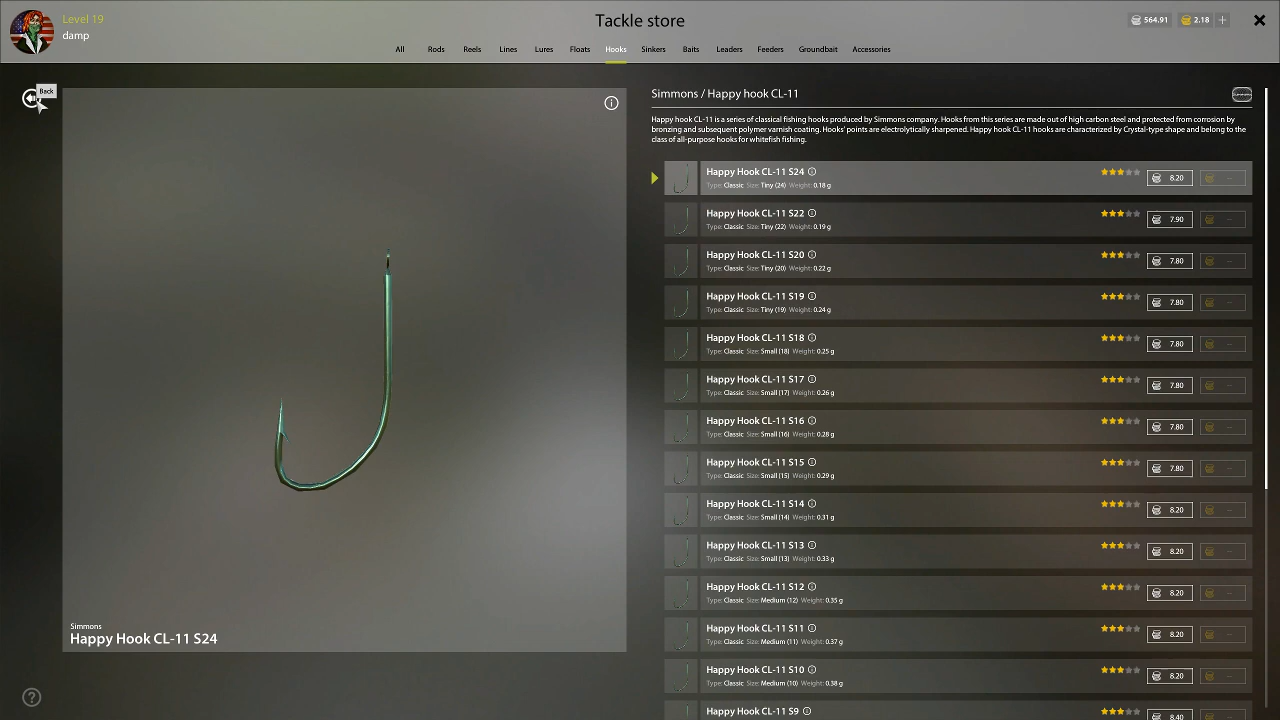 Level 19
damp
Tackle store
564.91
2.18
All Rods Reels Lines Lures Floats Hooks Sinkers Baits Leaders Feeders Groundbait Accessories
Back
Simmons / Happy hook CL-11
Happy hook CL-11 is a series of classical fishing hooks produced by Simmons company. Hooks from this series are made out of high carbon steel and protected from corrosion by
bronzing and subsequent polymer varnish coating. Hooks' points are electrolytically sharpened. Happy hook CL-11 hooks are characterized by Crystal-type shape and belong to the
class of all-purpose hooks for whitefish fishing.
Happy Hook CL-11 S24
Type: Classic Size: Tiny (24) Weight: 0.18 g
8.20
Happy Hook CL-11 S22
Type: Classic Size: Tiny (22) Weight: 0.19 g
7.90
Happy Hook CL-11 S20
Type: Classic Size: Tiny (20) Weight: 0.22 g
7.80
Happy Hook CL-11 S19
Type: Classic Size: Tiny (19) Weight: 0.24 g
7.80
Happy Hook CL-11 S18
Type: Classic Size: Small (18) Weight: 0.25 g
7.80
Happy Hook CL-11 S17
Type: Classic Size: Small (17) Weight: 0.26 g
7.80
Happy Hook CL-11 S16
Type: Classic Size: Small (16) Weight: 0.28 g
7.80
Happy Hook CL-11 S15
Type: Classic Size: Small (15) Weight: 0.29 g
7.80
Happy Hook CL-11 S14
Type: Classic Size: Small (14) Weight: 0.31 g
8.20
Happy Hook CL-11 S13
Type: Classic Size: Small (13) Weight: 0.33 g
8.20
Happy Hook CL-11 S12
Type: Classic Size: Medium (12) Weight: 0.35 g
8.20
Happy Hook CL-11 S11
Type: Classic Size: Medium (11) Weight: 0.37 g
8.20
Happy Hook CL-11 S10
Type: Classic Size: Medium (10) Weight: 0.38 g
8.20
Happy Hook CL-11 S9
8.40
Simmons
Happy Hook CL-11 S24